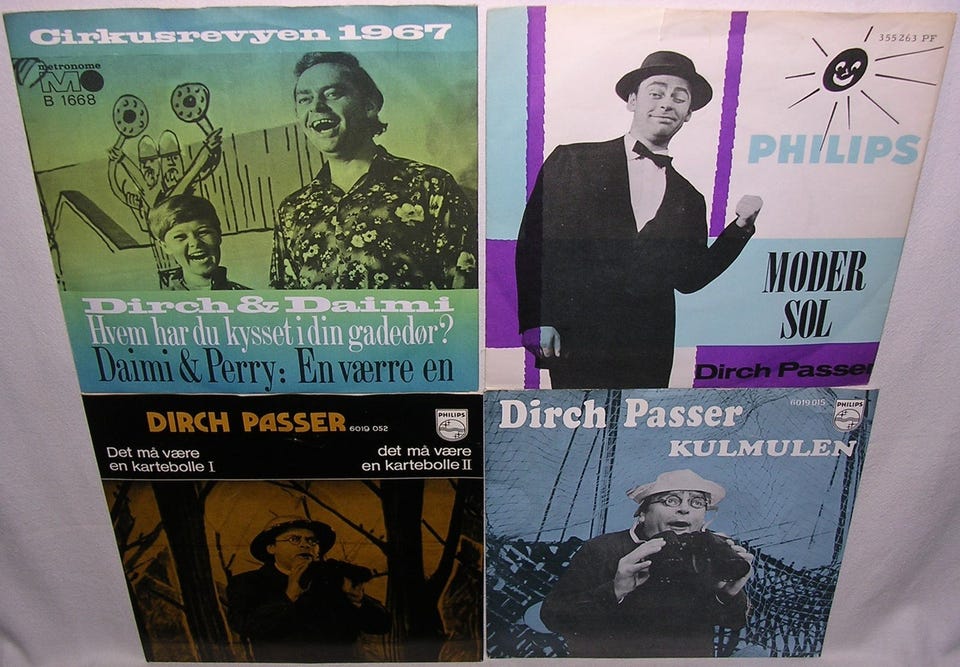 Cirkusrevyen 1967
metronome
MO
B 1668
Dirch & Daimi
Hvem har du kysset i din gadedør?
Daimi & Perry: En værre en
355263 PF
PHILIPS
MODER
SOL
Dirch Passer
DIRCH PASSER 6019 052
PHILIPS
Det må være
en kartebolle I
det må være
en kartebolle II
Dirch Passer
6019 015
PHILIPS
KULMULEN